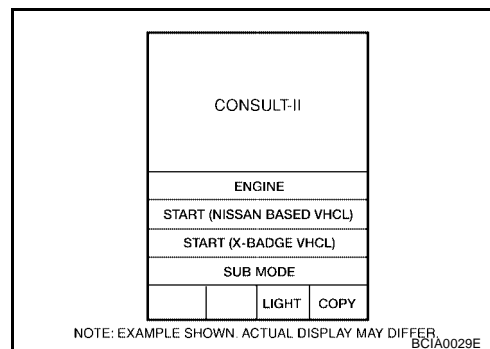 CONSULT-II
ENGINE
START (NISSAN BASED VHCL)
START (X-BADGE VHCL)
SUB MODE
LIGHT COPY
NOTE: EXAMPLE SHOWN. ACTUAL DISPLAY MAY DIFFER.
BCIA0029E